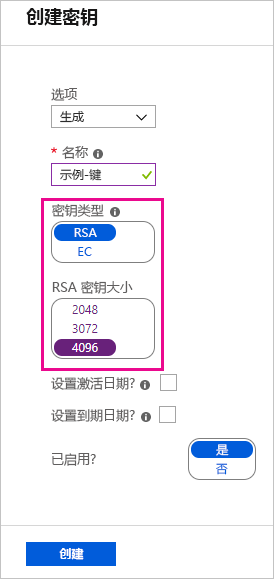 创建密钥
选项
生成
* 名称
示例-键
密钥类型
RSA
EC
RSA 密钥大小
2048
3072
4096
设置激活日期?
设置到期日期?
已启用?
是
否
创建